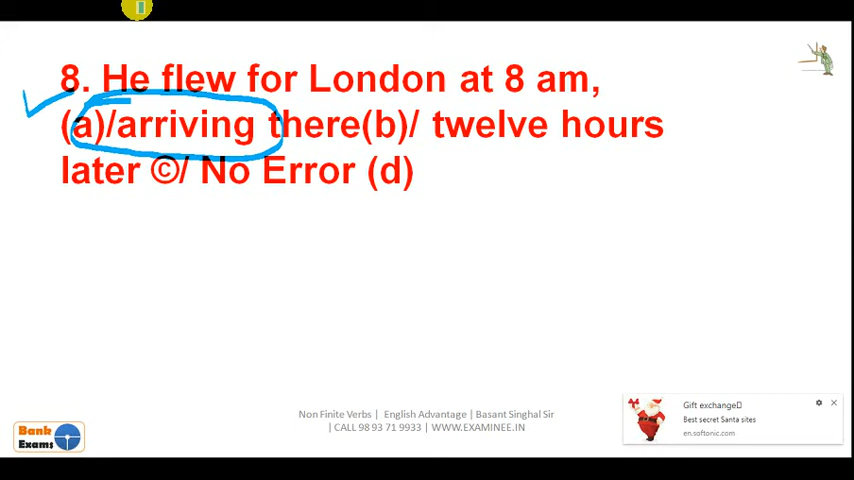 8. He flew for London at 8 am,
(a)/arriving there(b)/ twelve hours
later ©/ No Error (d)
Non Finite Verbs | English Advantage | Basant Singhal Sir
| CALL 98 93 71 9933 | WWW.EXAMINEE.IN
Bank
Exams
Gift exchange▯
Best secret Santa sites
en.softonic.com